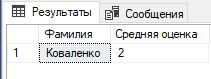 Результаты Сообщения
Фамилия Средняя оценка
1 Коваленко 2